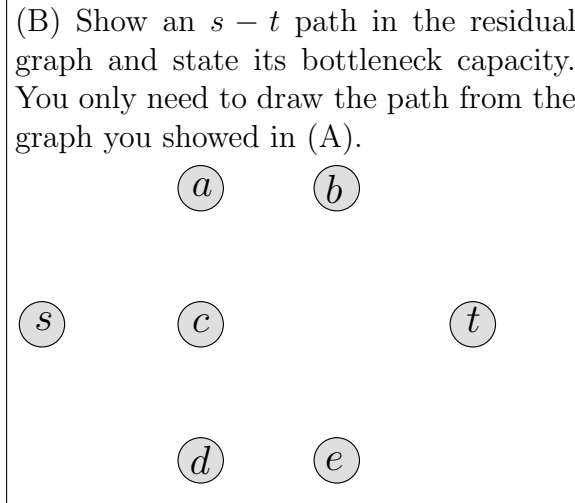 (B) Show an s − t path in the residual
graph and state its bottleneck capacity.
You only need to draw the path from the
graph you showed in (A).
a b
s c t
d e